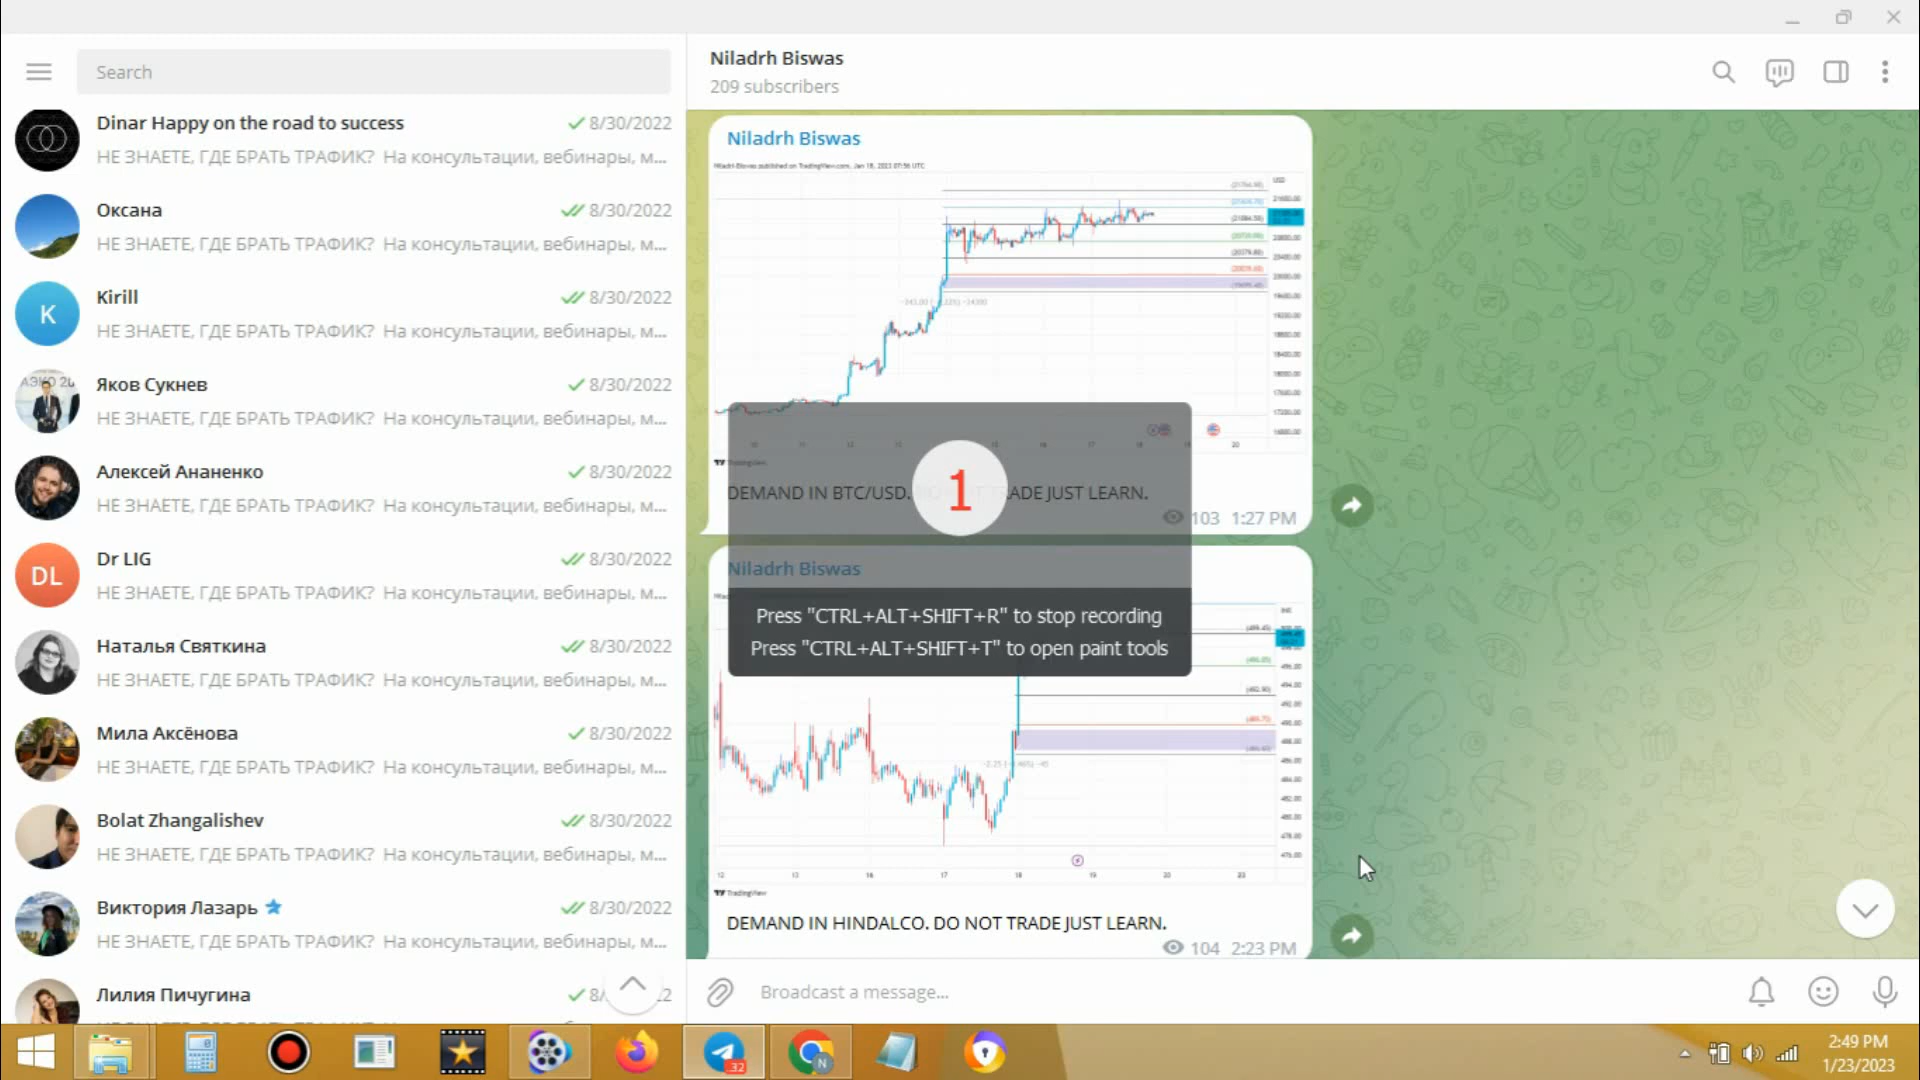 Search
Dinar Happy on the road to success
8/30/2022
НЕ ЗНАЕТЕ, ГДЕ БРАТЬ ТРАФИК? На консультации, вебинары, м...
Оксана
8/30/2022
НЕ ЗНАЕТЕ, ГДЕ БРАТЬ ТРАФИК? На консультации, вебинары, м...
K
Kirill
8/30/2022
НЕ ЗНАЕТЕ, ГДЕ БРАТЬ ТРАФИК? На консультации, вебинары, м...
Яков Сукнев
8/30/2022
НЕ ЗНАЕТЕ, ГДЕ БРАТЬ ТРАФИК? На консультации, вебинары, м...
Алексей Ананенко
8/30/2022
НЕ ЗНАЕТЕ, ГДЕ БРАТЬ ТРАФИК? На консультации, вебинары, м...
DL
Dr LIG
8/30/2022
НЕ ЗНАЕТЕ, ГДЕ БРАТЬ ТРАФИК? На консультации, вебинары, м...
Наталья Святкина
8/30/2022
НЕ ЗНАЕТЕ, ГДЕ БРАТЬ ТРАФИК? На консультации, вебинары, м...
Мила Аксёнова
8/30/2022
НЕ ЗНАЕТЕ, ГДЕ БРАТЬ ТРАФИК? На консультации, вебинары, м...
Bolat Zhangalishev
8/30/2022
НЕ ЗНАЕТЕ, ГДЕ БРАТЬ ТРАФИК? На консультации, вебинары, м...
Виктория Лазарь
8/30/2022
НЕ ЗНАЕТЕ, ГДЕ БРАТЬ ТРАФИК? На консультации, вебинары, м...
Лилия Пичугина
Niladrh Biswas
209 subscribers
Niladrh Biswas
TradingView
DEMAND IN BTC/USD. TRADE JUST LEARN.
103 1:27 PM
1
Niladrh Biswas
Press "CTRL+ALT+SHIFT+R" to stop recording
Press "CTRL+ALT+SHIFT+T" to open paint tools
TradingView
DEMAND IN HINDALCO. DO NOT TRADE JUST LEARN.
104 2:23 PM
Broadcast a message...
32
N
2:49 PM
1/23/2023